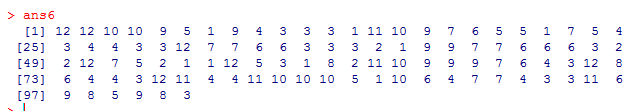 > ans6
[1] 12 12 10 10 9 5 1 9 4 3 3 3 1 11 10 9 7 6 5 5 1 7 5 4
[25] 3 4 4 3 3 12 7 7 6 6 3 3 3 2 1 9 9 7 7 6 6 6 3 2
[49] 2 12 7 5 2 1 1 12 5 3 1 8 2 11 10 9 9 9 7 6 4 3 12 8
[73] 6 4 4 3 12 11 4 4 11 10 10 10 5 1 10 6 4 7 7 4 3 3 11 6
[97] 9 8 5 9 8 3
>